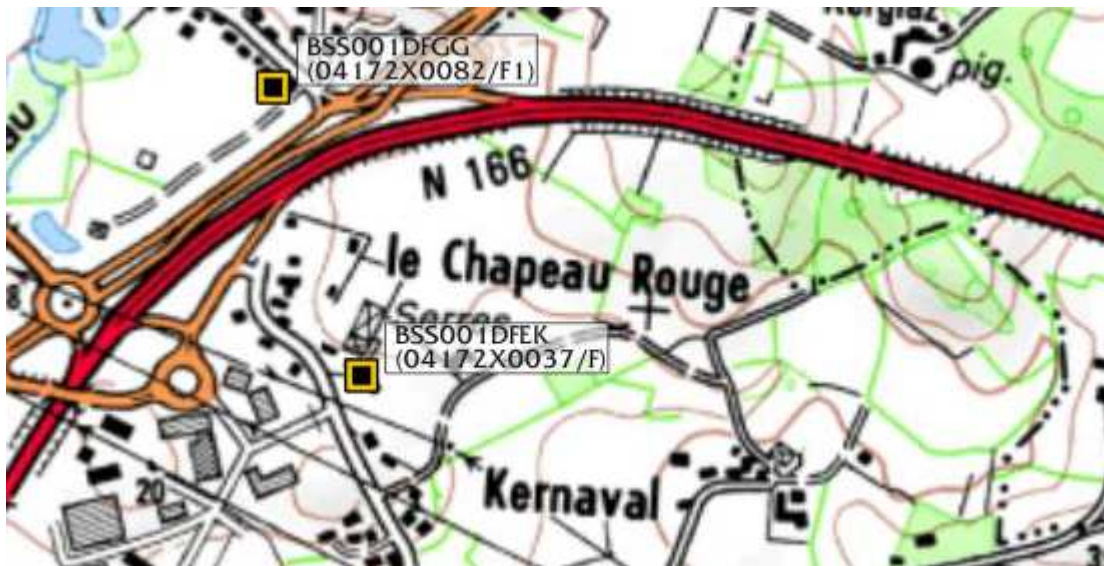 BSS001DFGG
(04172X0082/F1)
pig.
N 166
le Chapeau Rouge
Serres
BSS001DFEK
(04172X0037/F)
Kernaval
20